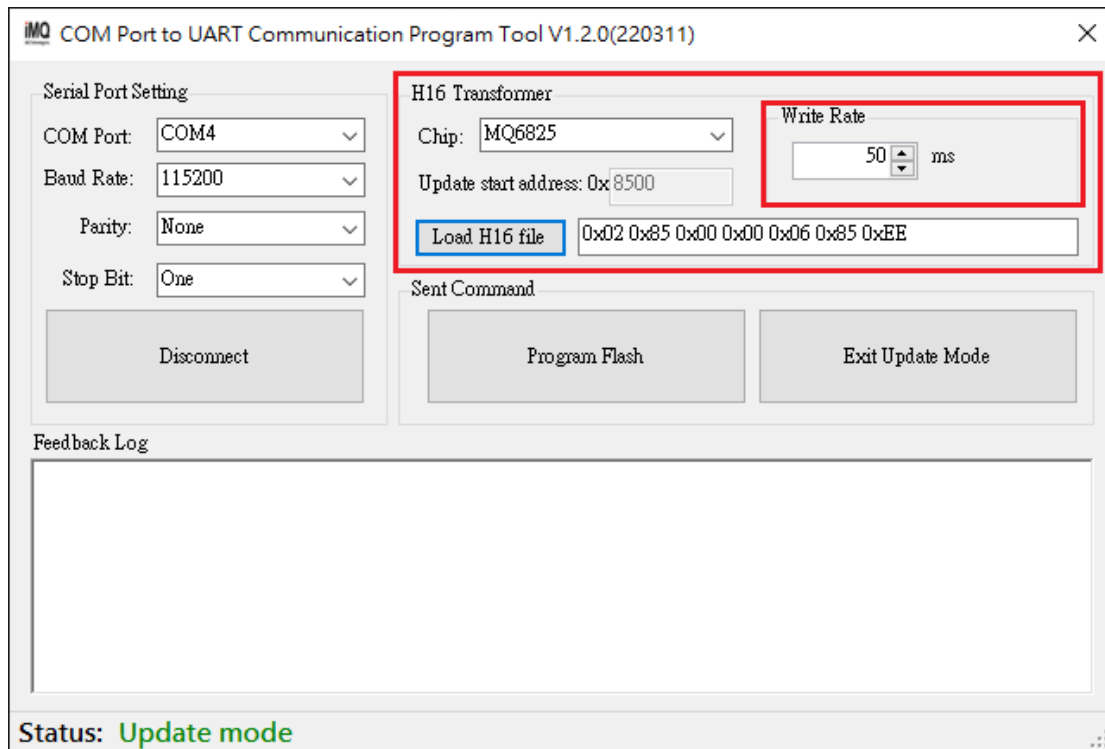 iMQ COM Port to UART Communication Program Tool V1.2.0(220311)
Serial Port Setting
COM Port: COM4
Baud Rate: 115200
Parity: None
Stop Bit: One
Disconnect
H16 Transformer
Chip: MQ6825
Update start address: 0x 8500
Write Rate
50 ms
Load H16 file 0x02 0x85 0x00 0x00 0x06 0x85 0xEE
Sent Command
Program Flash Exit Update Mode
Feedback Log
Status: Update mode